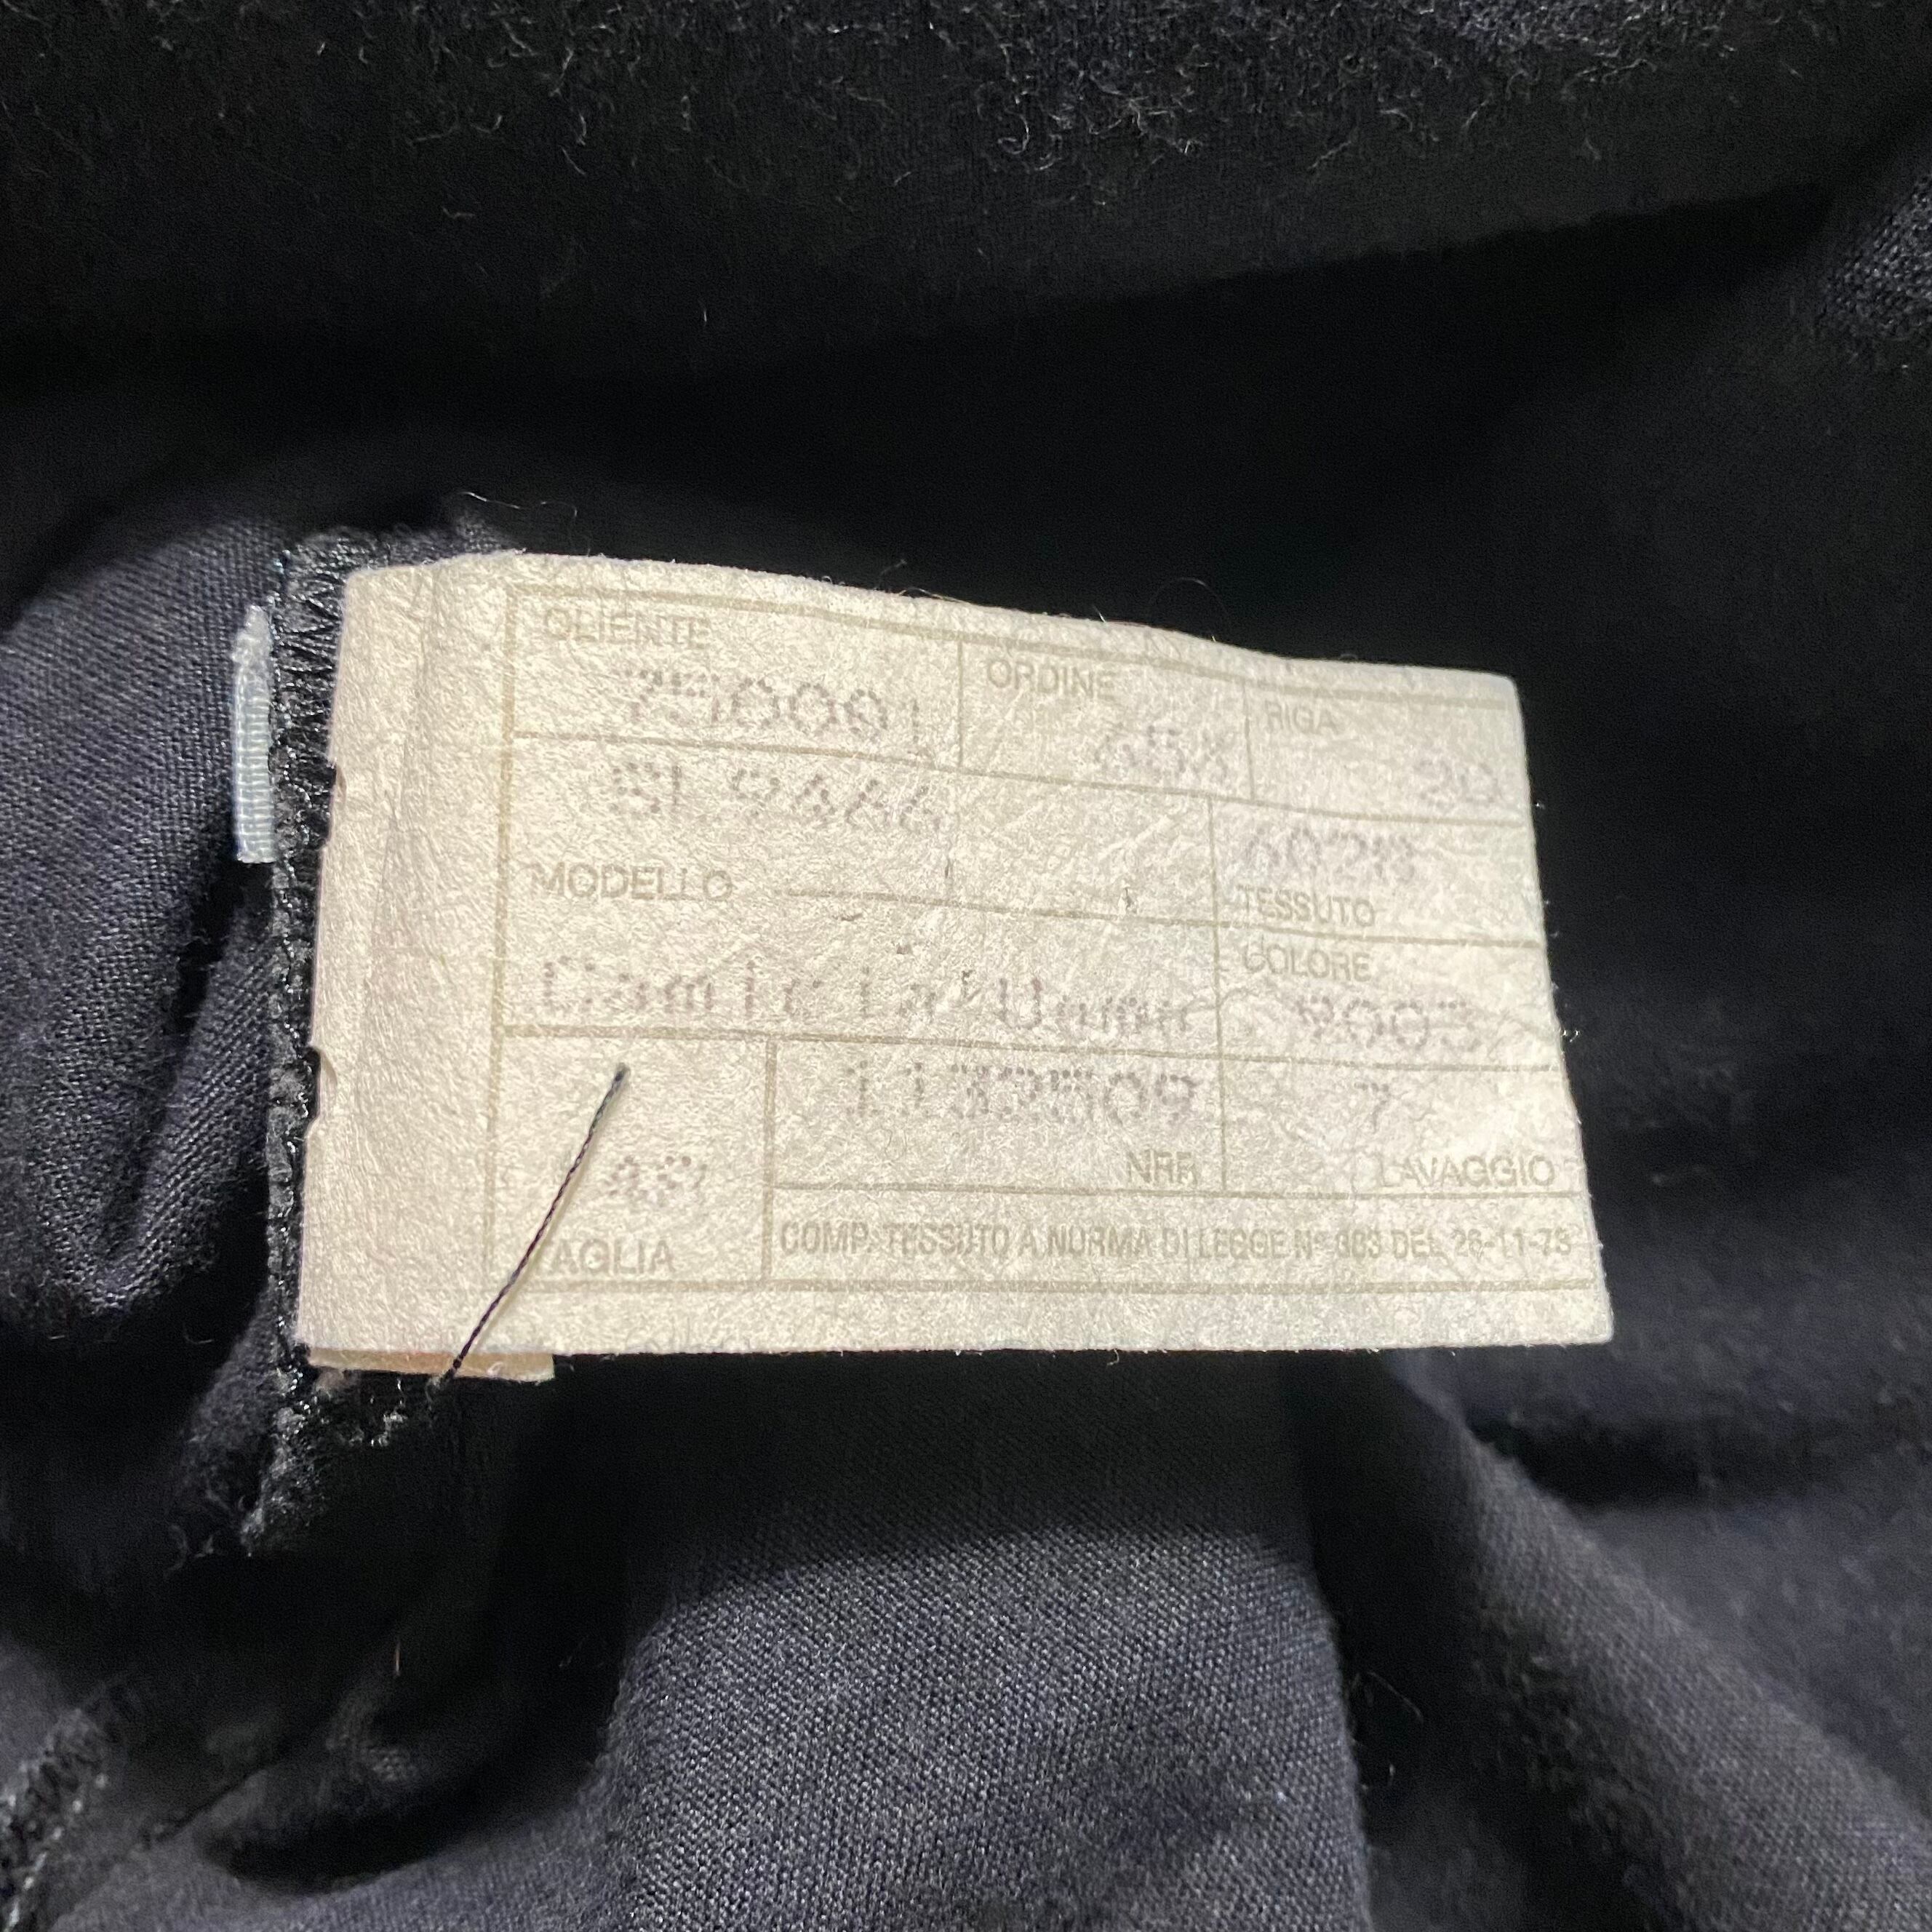 CLIENTE
ORDINE
RIGA
750091
20
SL9466
6028
MODELLO
TESSUTO
COLORE
Camicia Uomo
9003
1132509
7
NRR
LAVAGGIO
48
TAGLIA
COMP. TESSUTO A NORMA DI LEGGE N° 883 DEL 26-11-73